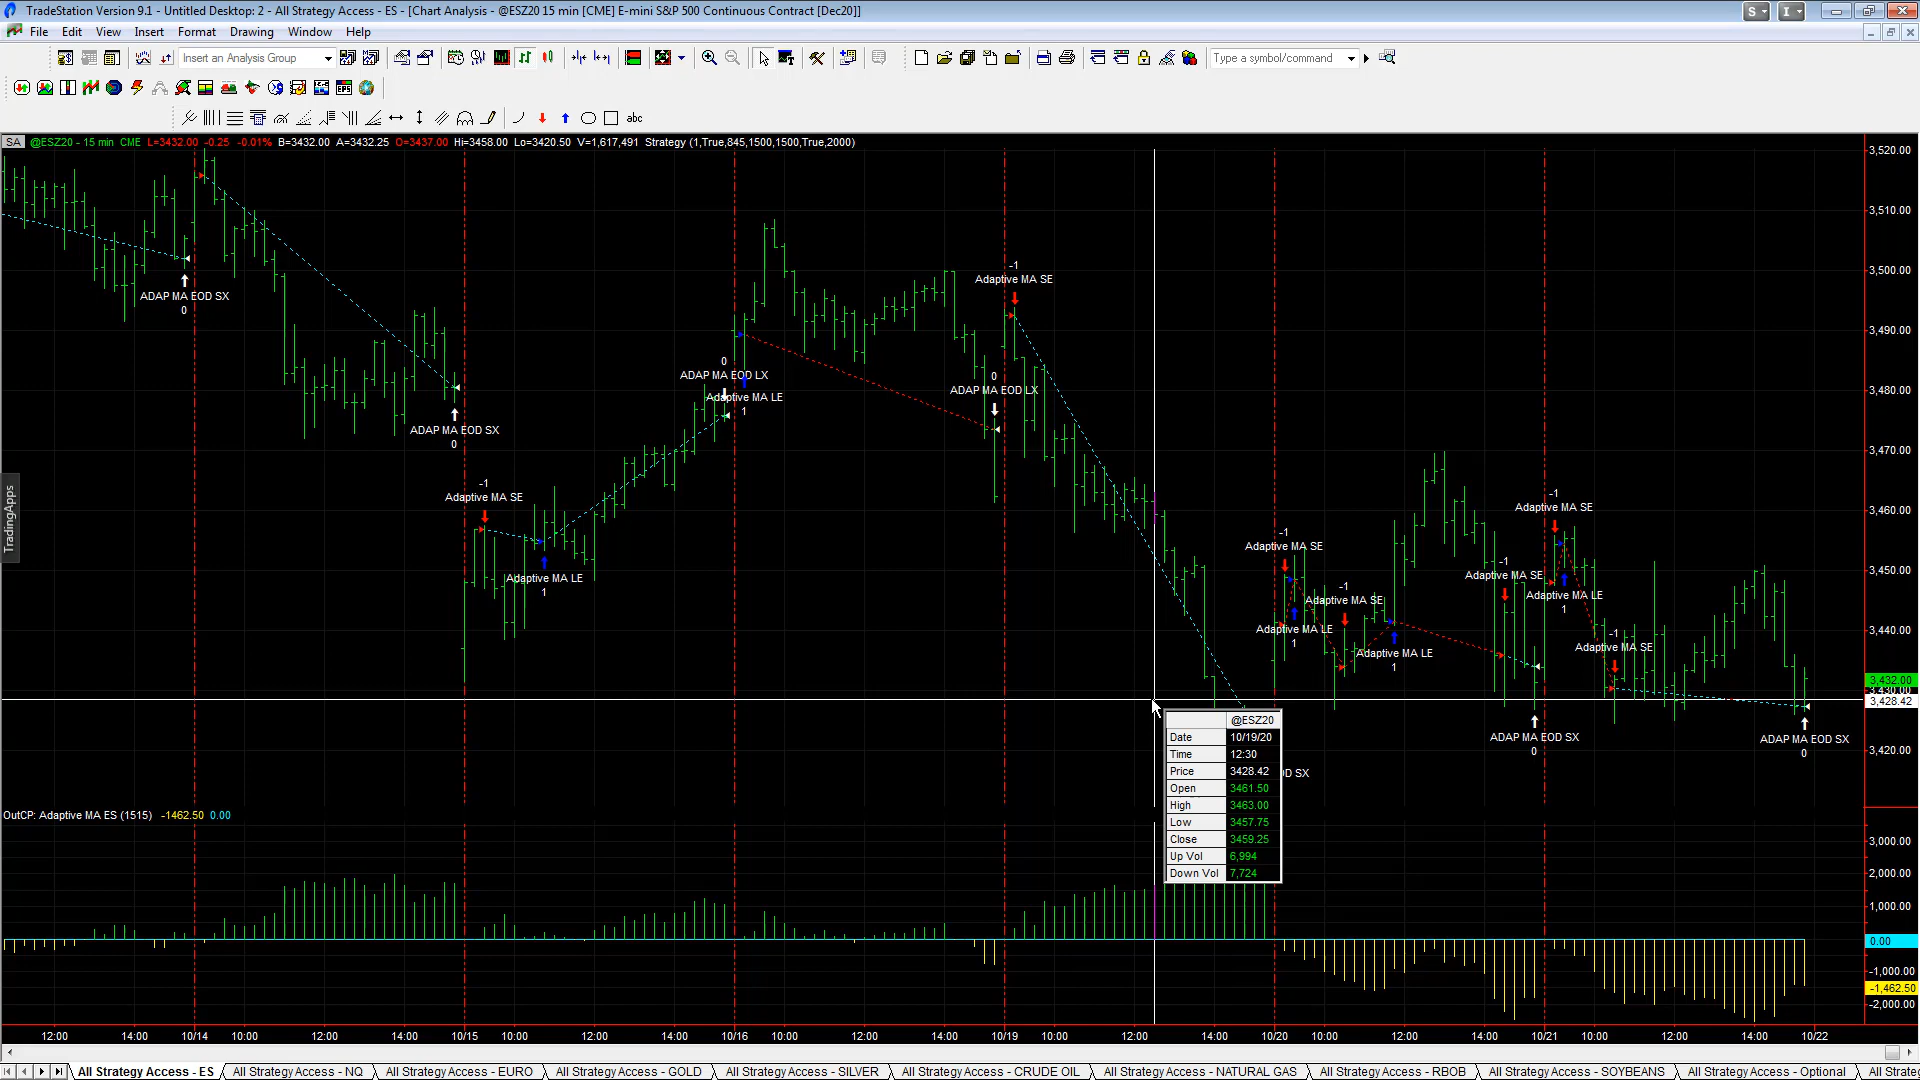 TradeStation Version 9.1 - Untitled Desktop: 2 - All Strategy Access - ES - [Chart Analysis - @ESZ20 15 min [CME] E-mini S&P 500 Continuous Contract [Dec20]]
S
I
File Edit View Insert Format Drawing Window Help
Insert an Analysis Group
Type a symbol/command
abc
SA @ESZ20 - 15 min CME L=3432.00 -0.25 -0.01% B=3432.00 A=3432.25 O=3437.00 Hi=3458.00 Lo=3420.50 V=1,617,491 Strategy (1,True,845,1500,1500,True,2000)
3,520.00
3,510.00
3,500.00
3,490.00
3,480.00
3,470.00
3,460.00
3,450.00
3,440.00
3,432.00
3,430.00
3,428.42
3,420.00
TradingApps
ADAP MA EOD SX
0
ADAP MA EOD SX
0
-1
Adaptive MA SE
Adaptive MA LE
1
0
ADAP MA EOD LX
Adaptive MA LE
1
0
ADAP MA EOD LX
-1
Adaptive MA SE
-1
Adaptive MA SE
Adaptive MA LE
1
-1
Adaptive MA SE
Adaptive MA LE
1
-1
Adaptive MA SE
ADAP MA EOD SX
0
-1
Adaptive MA SE
Adaptive MA LE
1
-1
Adaptive MA SE
ADAP MA EOD SX
0
D SX
@ESZ20
Date 10/19/20
Time 12:30
Price 3428.42
Open 3461.50
High 3463.00
Low 3457.75
Close 3459.25
Up Vol 6,994
Down Vol 7,724
OutCP: Adaptive MA ES (1515) -1462.50 0.00
3,000.00
2,000.00
1,000.00
0.00
-1,000.00
-1,462.50
-2,000.00
12:00 14:00 10/14 10:00 12:00 14:00 10/15 10:00 12:00 14:00 10/16 10:00 12:00 14:00 10/19 10:00 12:00 14:00 10/20 10:00 12:00 14:00 10/21 10:00 12:00 14:00 10/22
All Strategy Access - ES All Strategy Access - NQ All Strategy Access - EURO All Strategy Access - GOLD All Strategy Access - SILVER All Strategy Access - CRUDE OIL All Strategy Access - NATURAL GAS All Strategy Access - RBOB All Strategy Access - SOYBEANS All Strategy Access - Optional All Strate